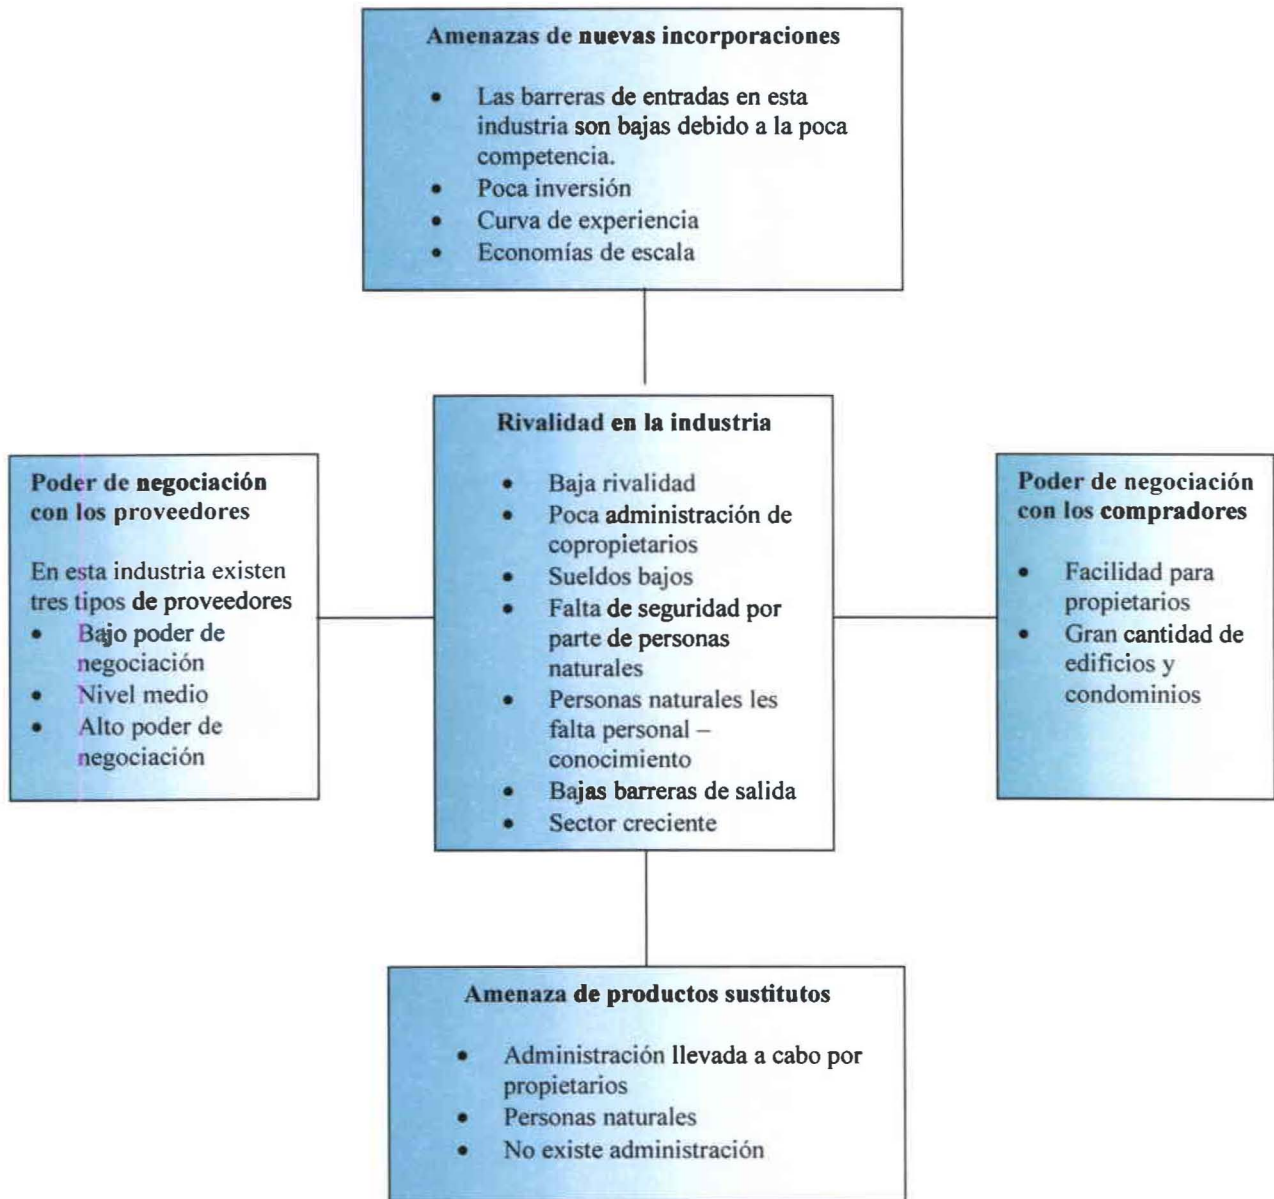 Amenazas de nuevas incorporaciones
• Las barreras de entradas en esta
industria son bajas debido a la poca
competencia.
• Poca inversión
• Curva de experiencia
• Economías de escala
Rivalidad en la industria
• Baja rivalidad
• Poca administración de
copropietarios
• Sueldos bajos
• Falta de seguridad por
parte de personas
naturales
• Personas naturales les
falta personal –
conocimiento
• Bajas barreras de salida
• Sector creciente
Poder de negociación
con los proveedores
En esta industria existen
tres tipos de proveedores
• Bajo poder de
negociación
• Nivel medio
• Alto poder de
negociación
Poder de negociación
con los compradores
• Facilidad para
propietarios
• Gran cantidad de
edificios y
condominios
Amenaza de productos sustitutos
• Administración llevada a cabo por
propietarios
• Personas naturales
• No existe administración